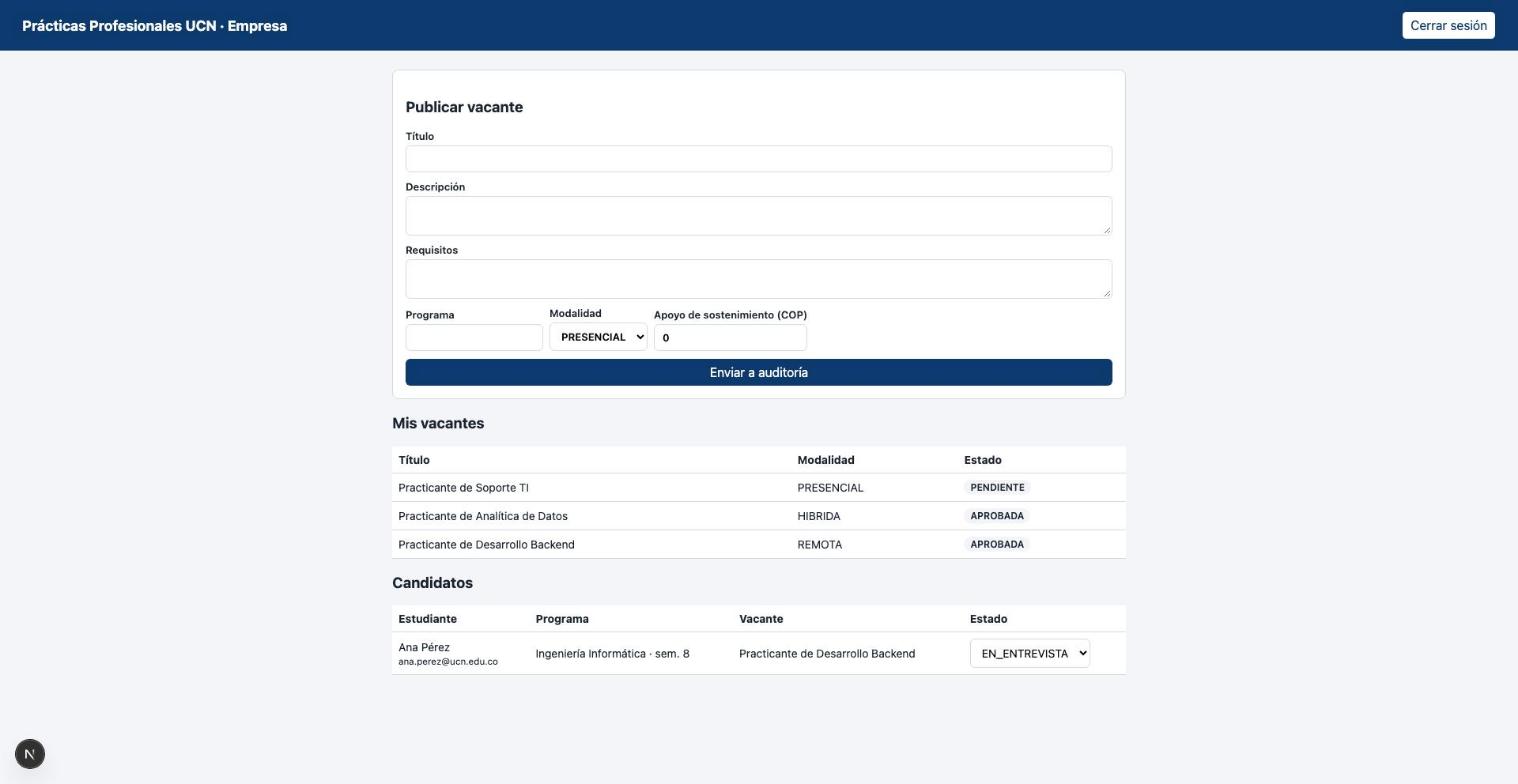 Prácticas Profesionales UCN · Empresa
Cerrar sesión
Publicar vacante
Título
Descripción
Requisitos
Programa Modalidad Apoyo de sostenimiento (COP)
PRESENCIAL 0
Enviar a auditoría
Mis vacantes
Título Modalidad Estado
Practicante de Soporte TI PRESENCIAL PENDIENTE
Practicante de Analítica de Datos HIBRIDA APROBADA
Practicante de Desarrollo Backend REMOTA APROBADA
Candidatos
Estudiante Programa Vacante Estado
Ana Pérez
ana.perez@ucn.edu.co Ingeniería Informática · sem. 8 Practicante de Desarrollo Backend EN_ENTREVISTA
N